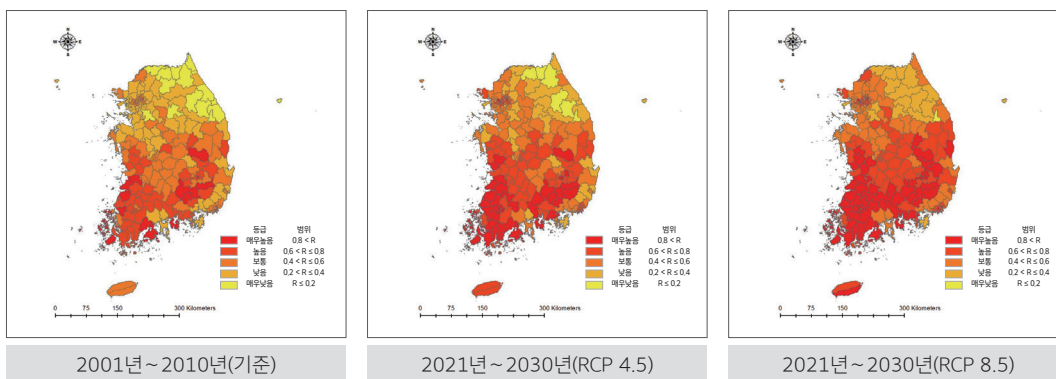 N
W E
S
등급 범위
매우높음 0.8 < R
높음 0.6 < R ≤ 0.8
보통 0.4 < R ≤ 0.6
낮음 0.2 < R ≤ 0.4
매우낮음 R ≤ 0.2
0 75 150 300 Kilometers
2001년~2010년(기준)
N
W E
S
등급 범위
매우높음 0.8 < R
높음 0.6 < R ≤ 0.8
보통 0.4 < R ≤ 0.6
낮음 0.2 < R ≤ 0.4
매우낮음 R ≤ 0.2
0 75 150 300 Kilometers
2021년~2030년(RCP 4.5)
N
W E
S
등급 범위
매우높음 0.8 < R
높음 0.6 < R ≤ 0.8
보통 0.4 < R ≤ 0.6
낮음 0.2 < R ≤ 0.4
매우낮음 R ≤ 0.2
0 75 150 300 Kilometers
2021년~2030년(RCP 8.5)